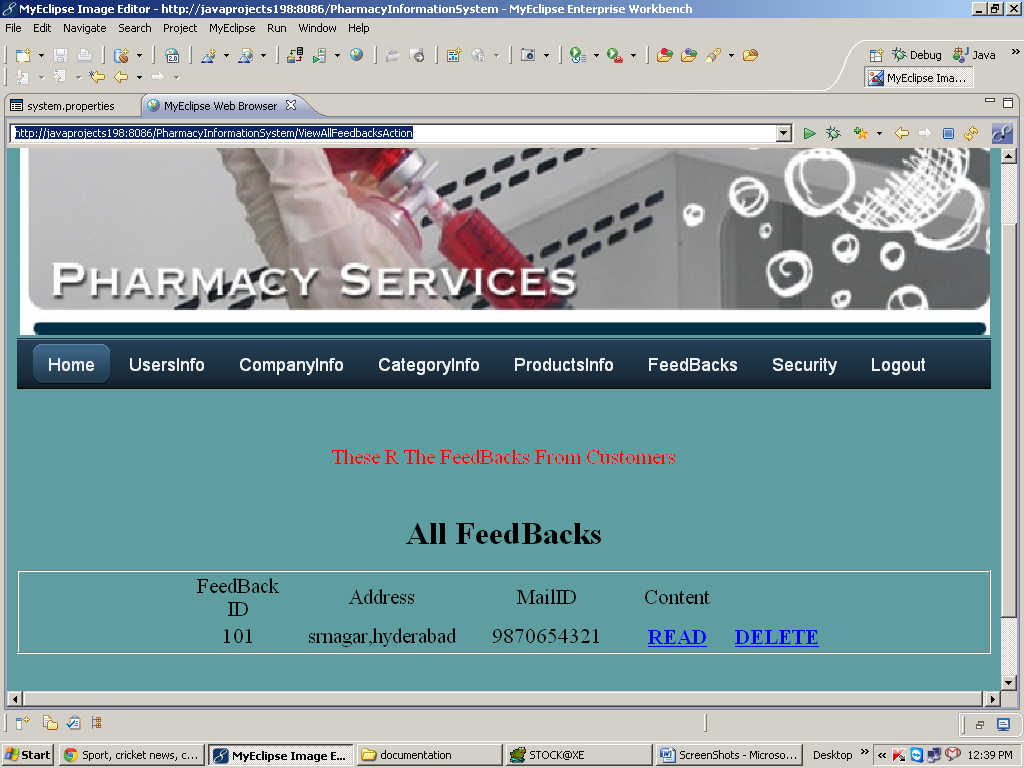 MyEclipse Image Editor - http://javaprojects198:8086/PharmacyInformationSystem - MyEclipse Enterprise Workbench
File Edit Navigate Search Project MyEclipse Run Window Help
Debug Java
MyEclipse Ima...
system.properties MyEclipse Web Browser
http://javaprojects198:8086/PharmacyInformationSystem/ViewAllFeedbacksAction
PHARMACY SERVICES
Home UsersInfo CompanyInfo CategoryInfo ProductsInfo FeedBacks Security Logout
These R The FeedBacks From Customers
All FeedBacks
FeedBack
ID Address MailID Content
101 srnagar,hyderabad 9870654321 READ DELETE
Start Sport, cricket news, c... MyEclipse Image E... documentation STOCK@XE ScreenShots - Microso... Desktop » « 12:39 PM